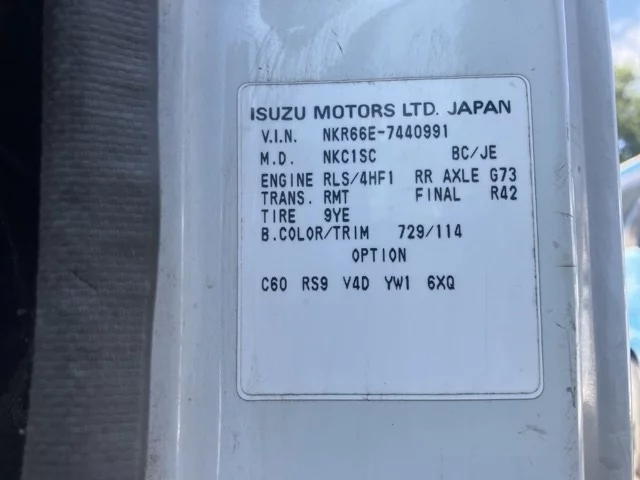 ISUZU MOTORS LTD. JAPAN
V.I.N. NKR66E-7440991
M.D. NKC1SC BC/JE
ENGINE RLS/4HF1 RR AXLE G73
TRANS. RMT FINAL R42
TIRE 9YE
B.COLOR/TRIM 729/114
OPTION
C60 RS9 V4D YW1 6XQ